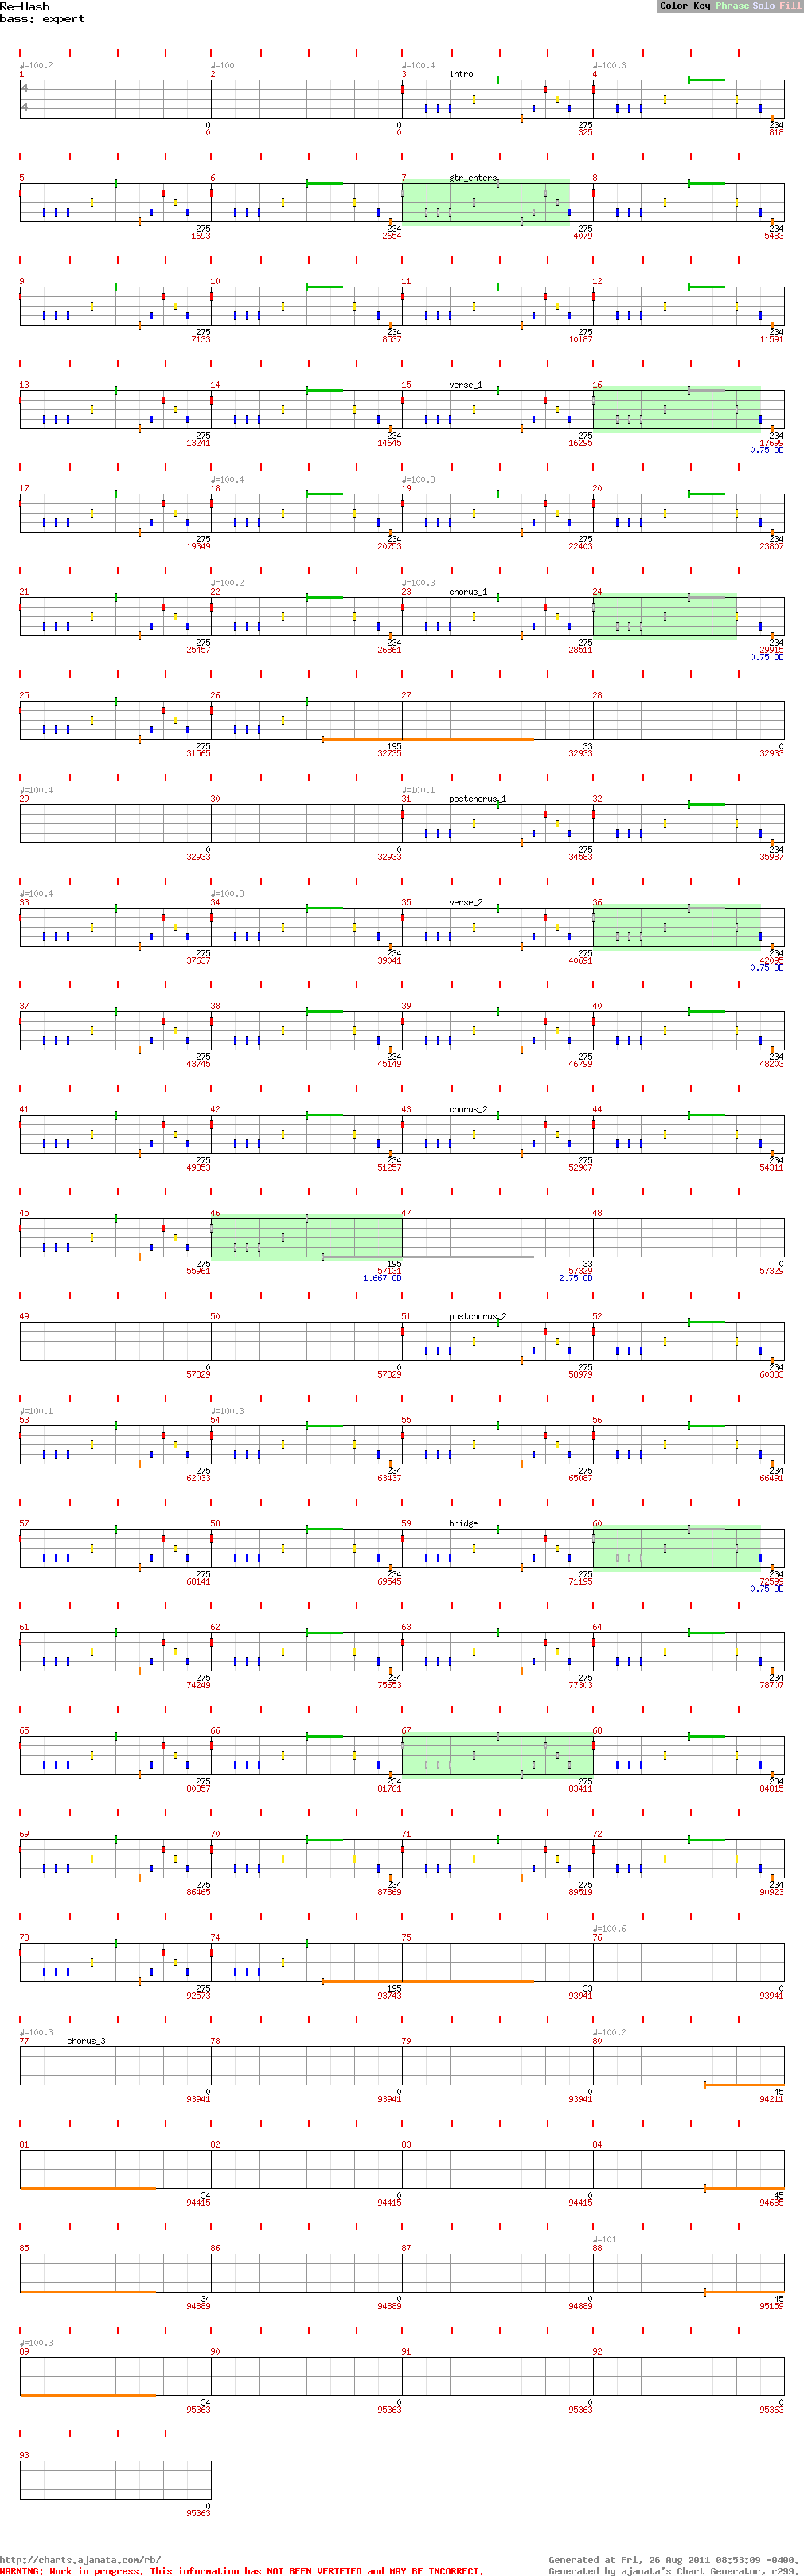 Re-Hash
Color Key Phrase Solo Fill
bass: expert
♩=100.2 ♩=100 ♩=100.4 ♩=100.3
1 2 3 intro 4
4
4
0 0 275 234
0 0 325 818
5 6 7 gtr_enters 8
275 234 275 234
1693 2654 4079 5483
9 10 11 12
275 234 275 234
7133 8537 10187 11591
13 14 15 verse_1 16
275 234 275 234
13241 14645 16295 17699
0.75 OD
♩=100.4 ♩=100.3
17 18 19 20
275 234 275 234
19349 20753 22403 23807
♩=100.2 ♩=100.3
21 22 23 chorus_1 24
275 234 275 234
25457 26861 28511 29915
0.75 OD
25 26 27 28
275 195 33 0
31565 32735 32933 32933
♩=100.4 ♩=100.1
29 30 31 postchorus_1 32
0 0 275 234
32933 32933 34583 35987
♩=100.4 ♩=100.3
33 34 35 verse_2 36
275 234 275 234
37637 39041 40691 42095
0.75 OD
37 38 39 40
275 234 275 234
43745 45149 46799 48203
41 42 43 chorus_2 44
275 234 275 234
49853 51257 52907 54311
45 46 47 48
275 195 33 0
55961 57131 57329 57329
1.667 OD 2.75 OD
49 50 51 postchorus_2 52
0 0 275 234
57329 57329 58979 60383
♩=100.1 ♩=100.3
53 54 55 56
275 234 275 234
62033 63437 65087 66491
57 58 59 bridge 60
275 234 275 234
68141 69545 71195 72599
0.75 OD
61 62 63 64
275 234 275 234
74249 75653 77303 78707
65 66 67 68
275 234 275 234
80357 81761 83411 84815
69 70 71 72
275 234 275 234
86465 87869 89519 90923
♩=100.6
73 74 75 76
275 195 33 0
92573 93743 93941 93941
♩=100.3 ♩=100.2
77 chorus_3 78 79 80
0 0 0 45
93941 93941 93941 94211
81 82 83 84
34 0 0 45
94415 94415 94415 94685
♩=101
85 86 87 88
34 0 0 45
94889 94889 94889 95159
♩=100.3
89 90 91 92
34 0 0 0
95363 95363 95363 95363
93
0
95363
http://charts.ajanata.com/rb/
Generated at Fri, 26 Aug 2011 08:53:09 -0400.
WARNING: Work in progress. This information has NOT BEEN VERIFIED and MAY BE INCORRECT.
Generated by ajanata's Chart Generator, r299.